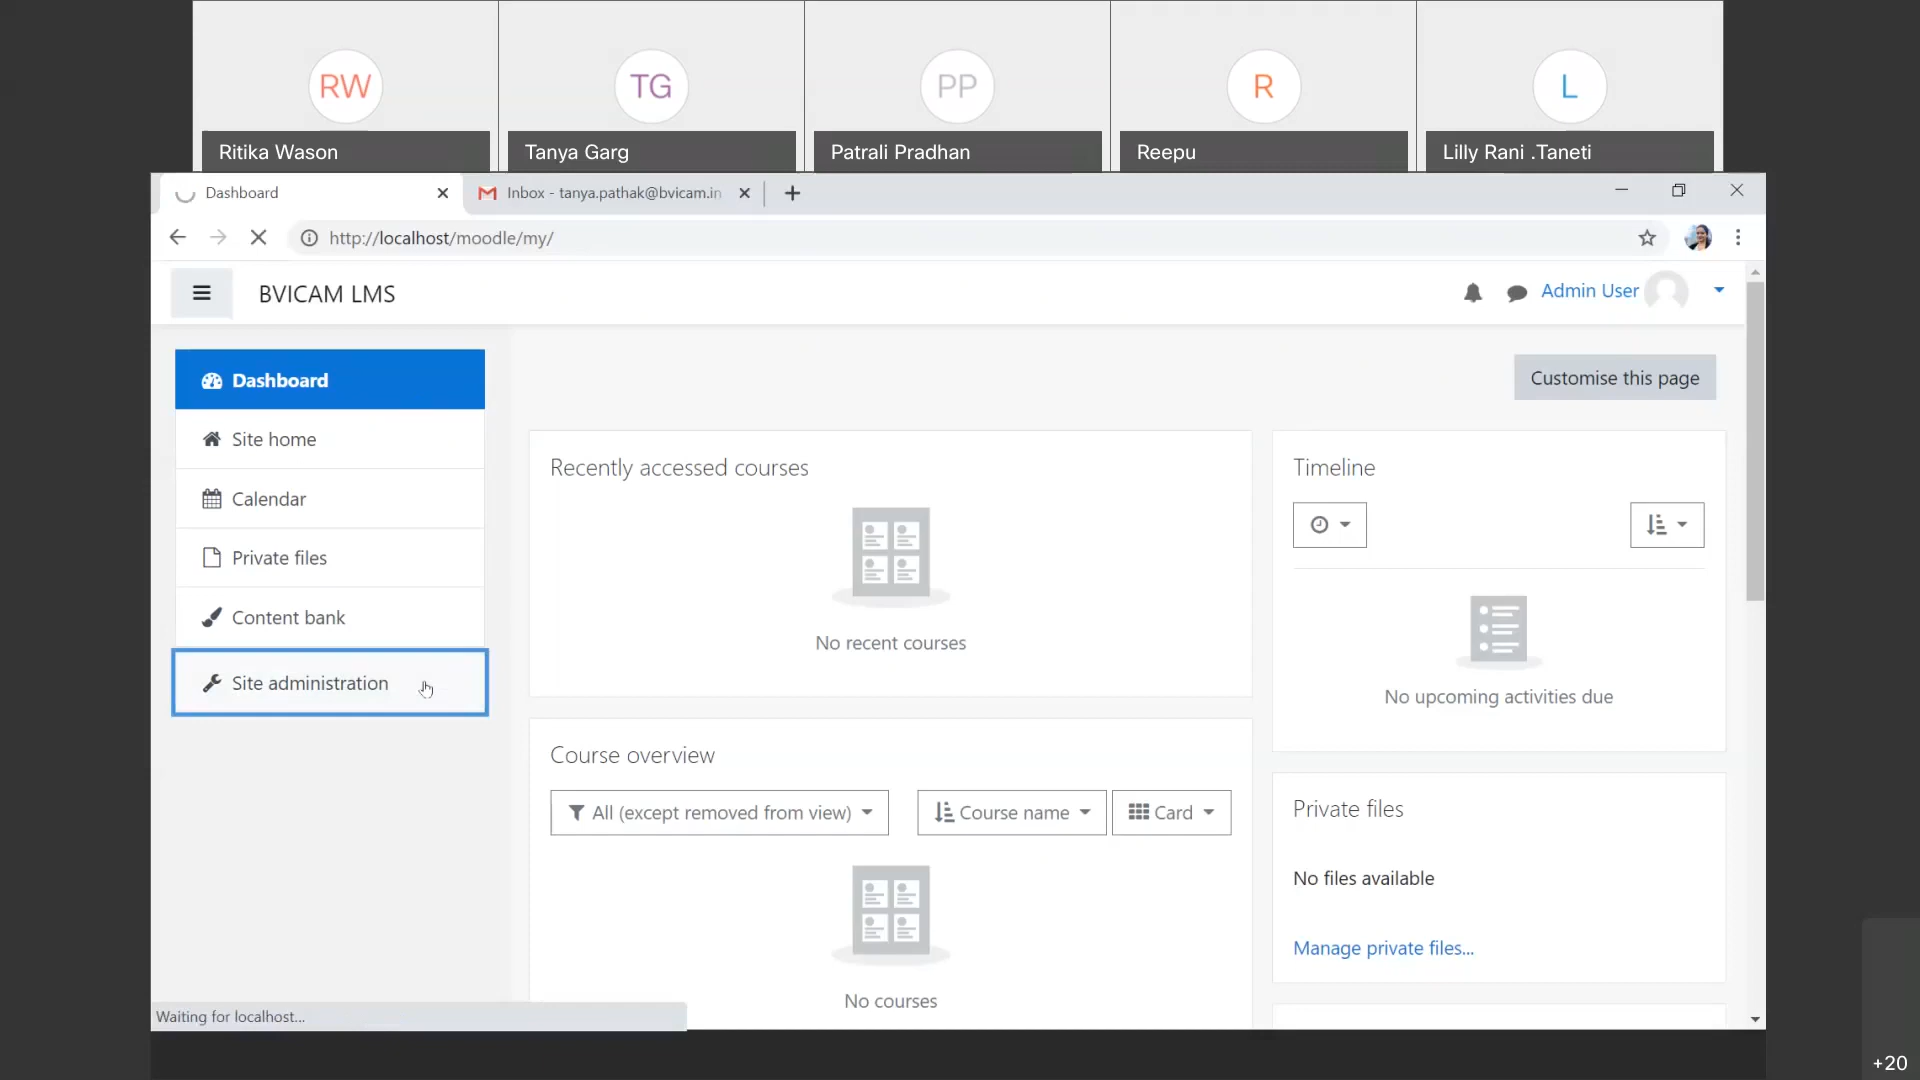 RW
TG
PP
R
L
Ritika Wason
Tanya Garg
Patrali Pradhan
Reepu
Lilly Rani .Taneti
Dashboard
Inbox - tanya.pathak@bvicam.in
http://localhost/moodle/my/
BVICAM LMS
Admin User
Dashboard
Site home
Calendar
Private files
Content bank
Site administration
Customise this page
Recently accessed courses
No recent courses
Timeline
No upcoming activities due
Course overview
All (except removed from view)
Course name
Card
No courses
Private files
No files available
Manage private files...
Waiting for localhost...
+20